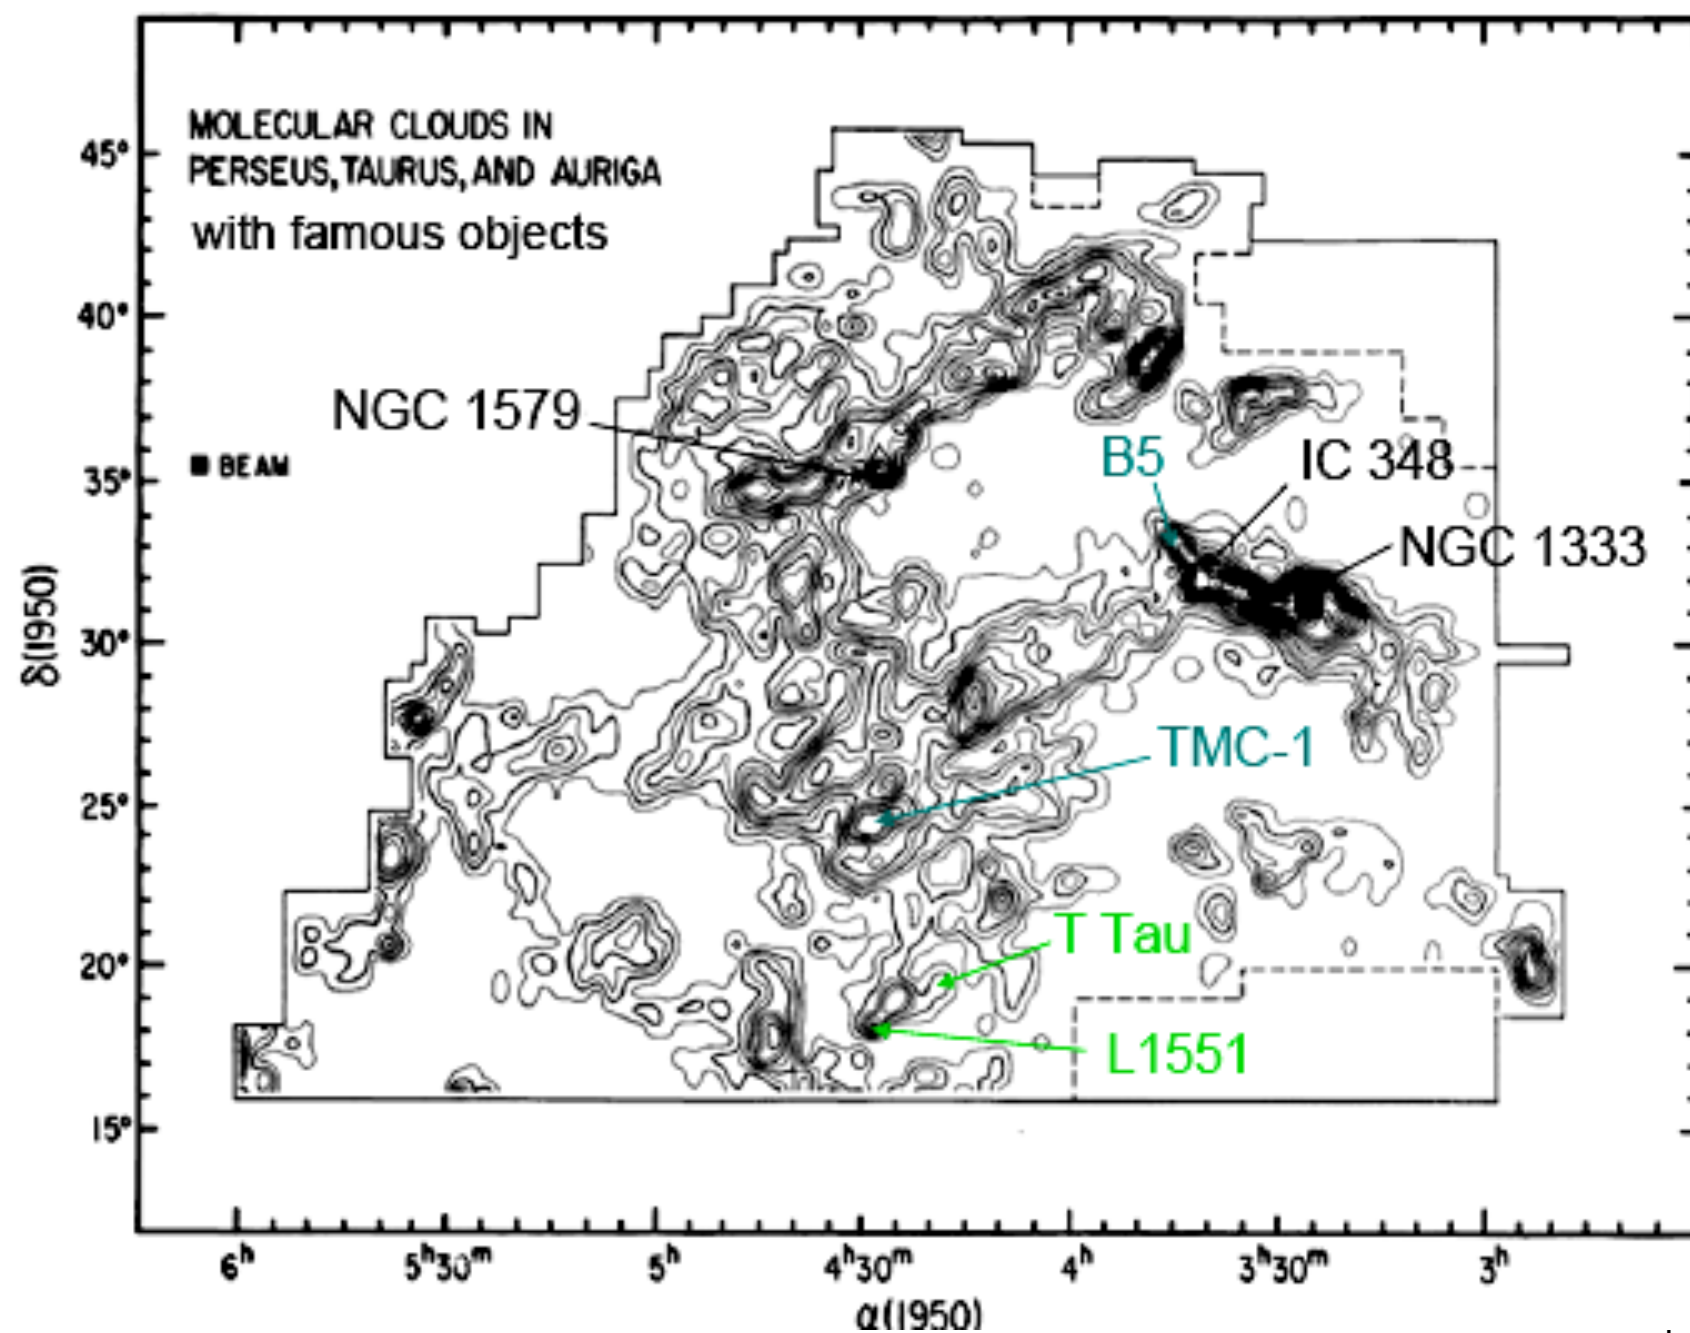 MOLECULAR CLOUDS IN
PERSEUS, TAURUS, AND AURIGA
with famous objects
45°
40°
NGC 1579
BEAM
35°
B5
IC 348
NGC 1333
δ(1950)
30°
TMC-1
25°
T Tau
20°
L1551
15°
6ʰ 5ʰ30ᵐ 5ʰ 4ʰ30ᵐ 4ʰ 3ʰ30ᵐ 3ʰ
α(1950)